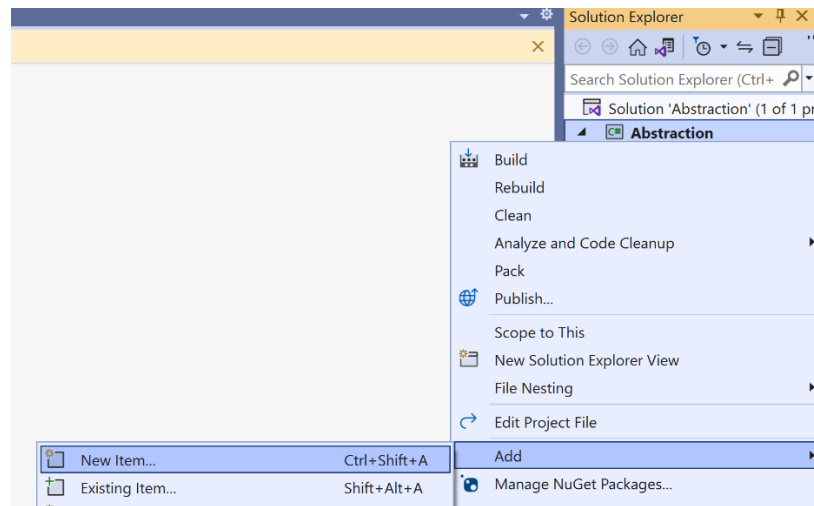 Solution Explorer
Search Solution Explorer (Ctrl+
Solution 'Abstraction' (1 of 1 pr
C# Abstraction
Build
Rebuild
Clean
Analyze and Code Cleanup
Pack
Publish...
Scope to This
New Solution Explorer View
File Nesting
Edit Project File
Add
Manage NuGet Packages...
New Item... Ctrl+Shift+A
Existing Item... Shift+Alt+A